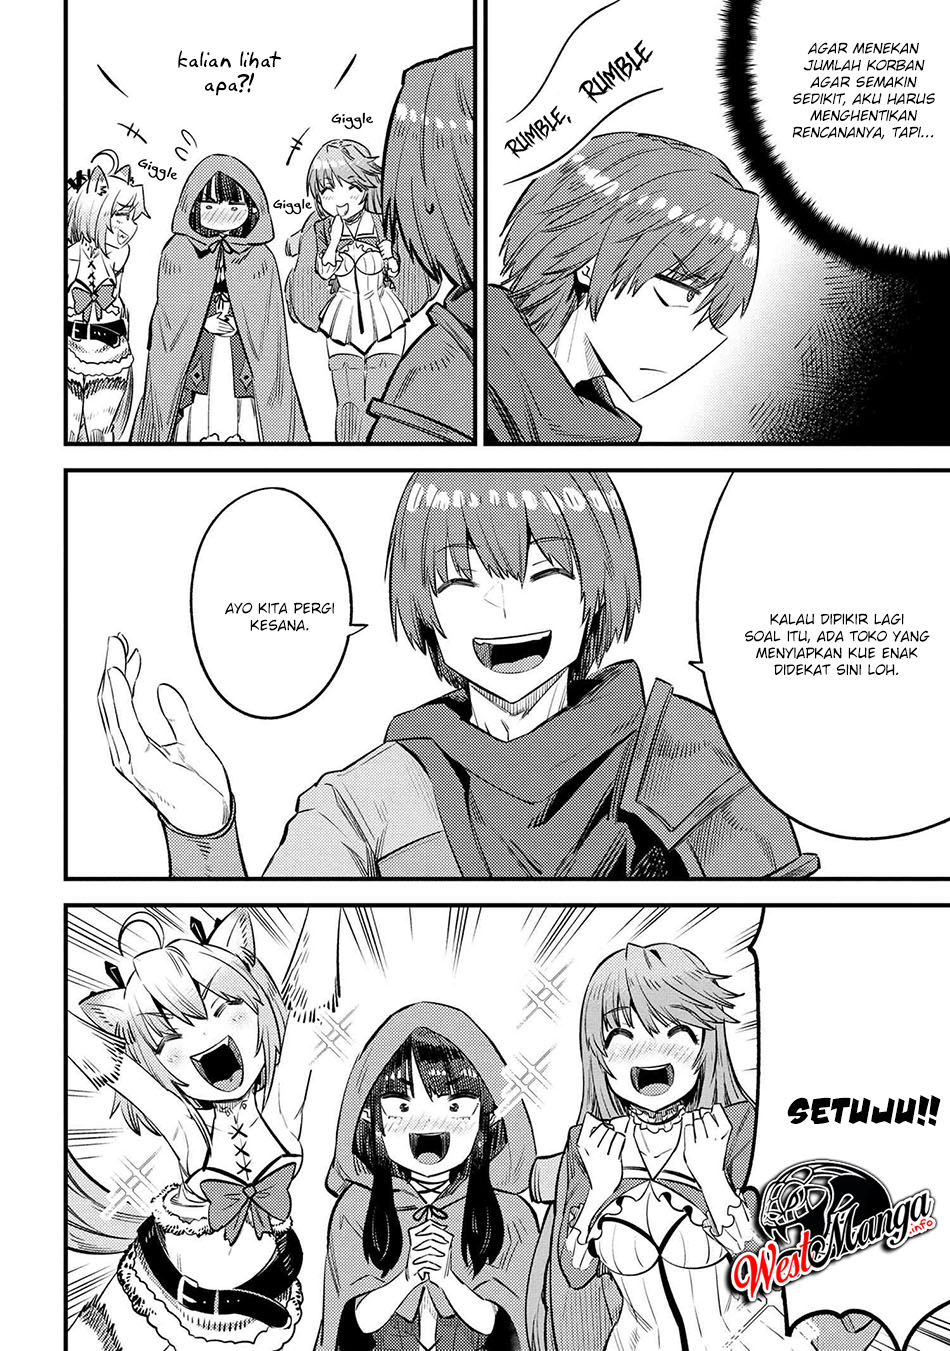 AGAR MENEKAN
JUMLAH KORBAN
AGAR SEMAKIN
SEDIKIT, AKU HARUS
MENGHENTIKAN
RENCANANYA, TAPI...
RUMBLE, RUMBLE
kalian lihat
apa?!
Giggle
Giggle
Giggle
KALAU DIPIKIR LAGI
SOAL ITU, ADA TOKO YANG
MENYIAPKAN KUE ENAK
DIDEKAT SINI LOH.
AYO KITA PERGI
KESANA.
SETUJU!!
WestManga
.info